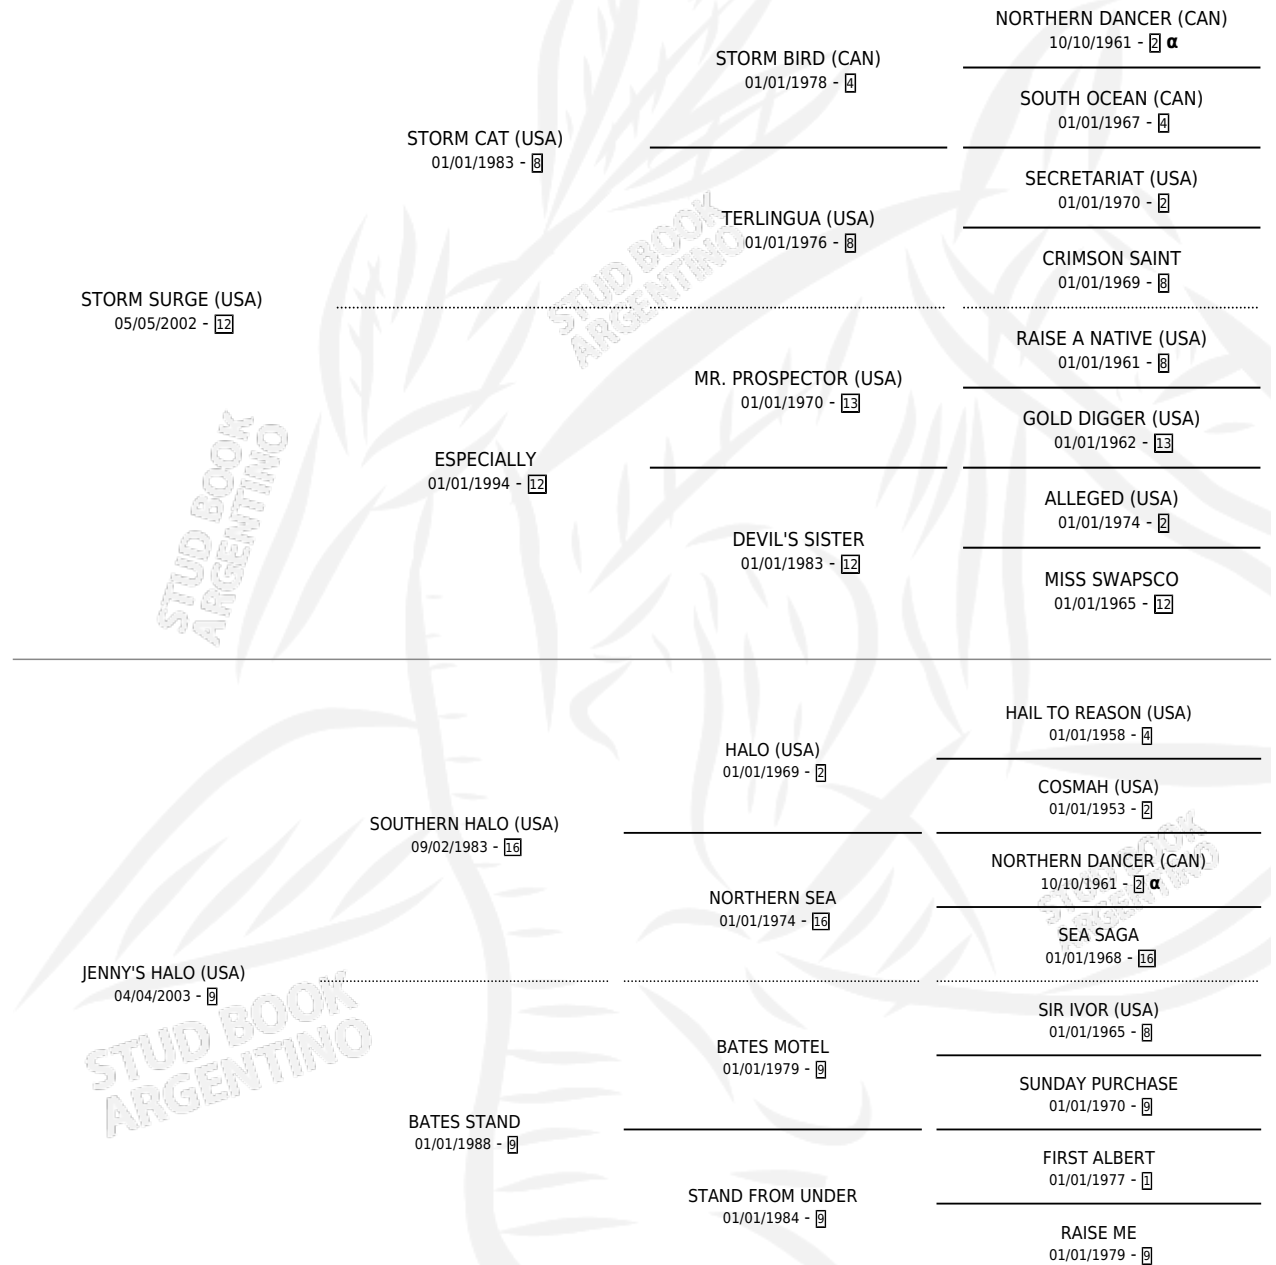 NORTHERN DANCER (CAN)
10/10/1961 - 2 α
STORM BIRD (CAN)
01/01/1978 - 4
SOUTH OCEAN (CAN)
01/01/1967 - 4
STORM CAT (USA)
01/01/1983 - 8
SECRETARIAT (USA)
01/01/1970 - 2
TERLINGUA (USA)
01/01/1976 - 8
CRIMSON SAINT
01/01/1969 - 8
STORM SURGE (USA)
05/05/2002 - 12
RAISE A NATIVE (USA)
01/01/1961 - 8
MR. PROSPECTOR (USA)
01/01/1970 - 13
GOLD DIGGER (USA)
01/01/1962 - 13
ESPECIALLY
01/01/1994 - 12
ALLEGED (USA)
01/01/1974 - 2
DEVIL'S SISTER
01/01/1983 - 12
MISS SWAPSCO
01/01/1965 - 12
STUD BOOK
ARGENTINO
STUD BOOK
ARGENTINO
HAIL TO REASON (USA)
01/01/1958 - 4
HALO (USA)
01/01/1969 - 2
COSMAH (USA)
01/01/1953 - 2
SOUTHERN HALO (USA)
09/02/1983 - 16
NORTHERN DANCER (CAN)
10/10/1961 - 2 α
NORTHERN SEA
01/01/1974 - 16
SEA SAGA
01/01/1968 - 16
JENNY'S HALO (USA)
04/04/2003 - 9
SIR IVOR (USA)
01/01/1965 - 8
BATES MOTEL
01/01/1979 - 9
SUNDAY PURCHASE
01/01/1970 - 9
BATES STAND
01/01/1988 - 9
FIRST ALBERT
01/01/1977 - 1
STAND FROM UNDER
01/01/1984 - 9
RAISE ME
01/01/1979 - 9
STUD BOOK
ARGENTINO
STUD BOOK
ARGENTINO